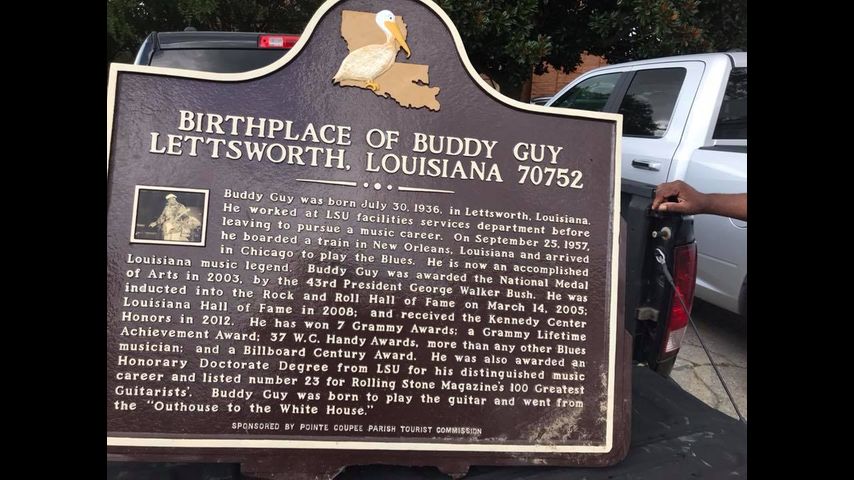 BIRTHPLACE OF BUDDY GUY
LETTSWORTH, LOUISIANA 70752
Buddy Guy was born July 30, 1936, in Lettsworth, Louisiana.
He worked at LSU facilities services department before
leaving to pursue a music career. On September 25, 1957,
he boarded a train in New Orleans, Louisiana and arrived
in Chicago to play the Blues. He is now an accomplished
Louisiana music legend. Buddy Guy was awarded the National Medal
of Arts in 2003, by the 43rd President George Walker Bush. He was
inducted into the Rock and Roll Hall of Fame on March 14, 2005;
Louisiana Hall of Fame in 2008; and received the Kennedy Center
Honors in 2012. He has won 7 Grammy Awards; a Grammy Lifetime
Achievement Award; 37 W.C. Handy Awards, more than any other Blues
musician; and a Billboard Century Award. He was also awarded an
Honorary Doctorate Degree from LSU for his distinguished music
career and listed number 23 for Rolling Stone Magazine's 100 Greatest
Guitarists'. Buddy Guy was born to play the guitar and went from
the "Outhouse to the White House."
SPONSORED BY POINTE COUPEE PARISH TOURIST COMMISSION